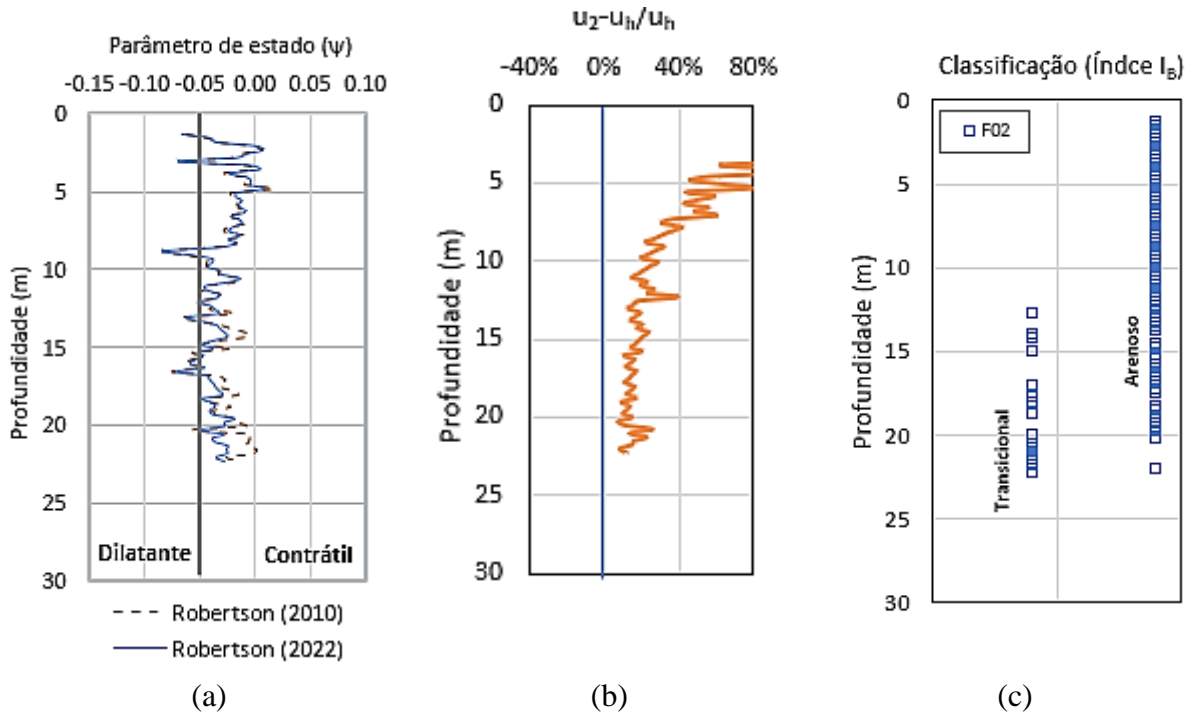 Parâmetro de estado (ψ)
-0.15 -0.10 -0.05 0.00 0.05 0.10
0
5
10
15
20
25
30
Profundidade (m)
Dilatante Contrátil
Robertson (2010)
Robertson (2022)
(a)
u₂-uₕ/uₕ
-40% 0% 40% 80%
0
5
10
15
20
25
30
Profundidade (m)
(b)
Classificação (Índce I_B)
0
5
10
15
20
25
30
Profundidade (m)
F02
Transicional
Arenoso
(c)